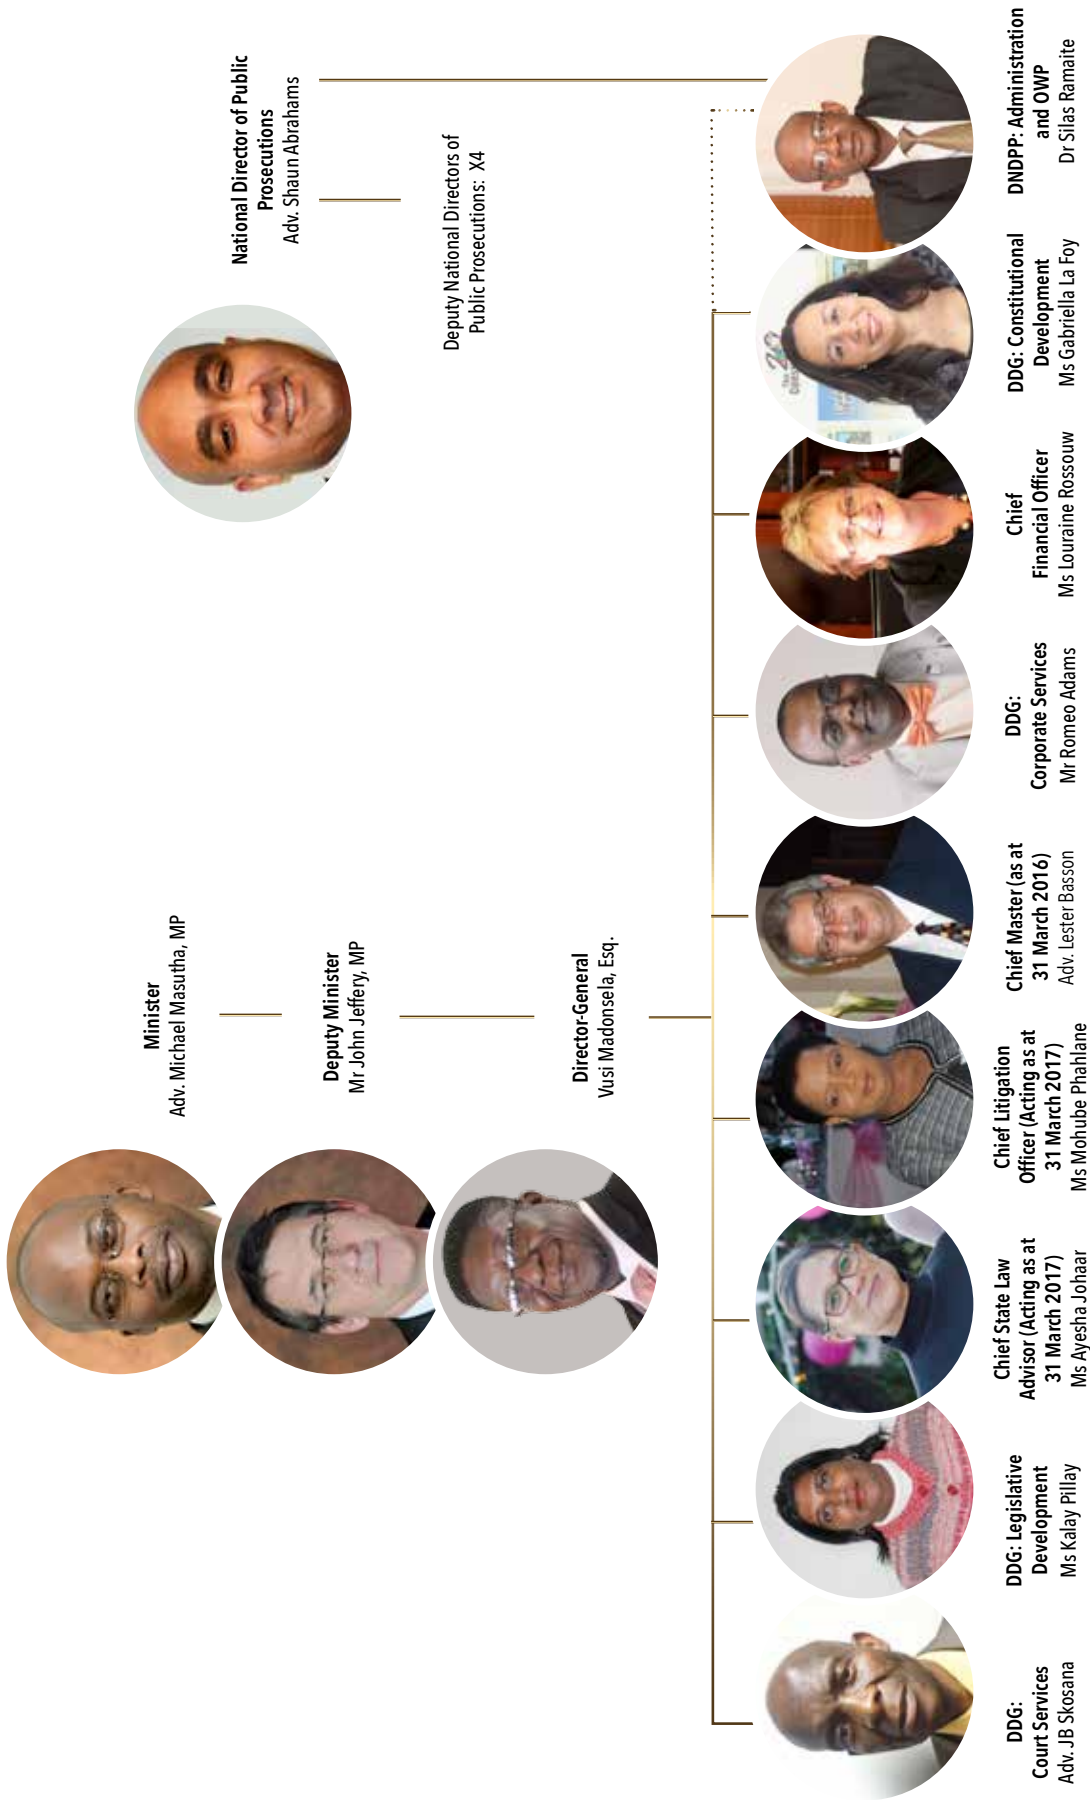 Minister
Adv. Michael Masutha, MP
Deputy Minister
Mr John Jeffery, MP
Director-General
Vusi Madonsela, Esq.
National Director of Public
Prosecutions
Adv. Shaun Abrahams
Deputy National Directors of
Public Prosecutions: X4
DDG:
Court Services
Adv. JB Skosana
DDG: Legislative
Development
Ms Kalay Pillay
Chief State Law
Advisor (Acting as at
31 March 2017)
Ms Ayesha Johaar
Chief Litigation
Officer (Acting as at
31 March 2017)
Ms Mohube Phahlane
Chief Master (as at
31 March 2016)
Adv. Lester Basson
DDG:
Corporate Services
Mr Romeo Adams
Chief
Financial Officer
Ms Louraine Rossouw
DDG: Constitutional
Development
Ms Gabriella La Foy
DNDPP: Administration
and OWP
Dr Silas Ramaite